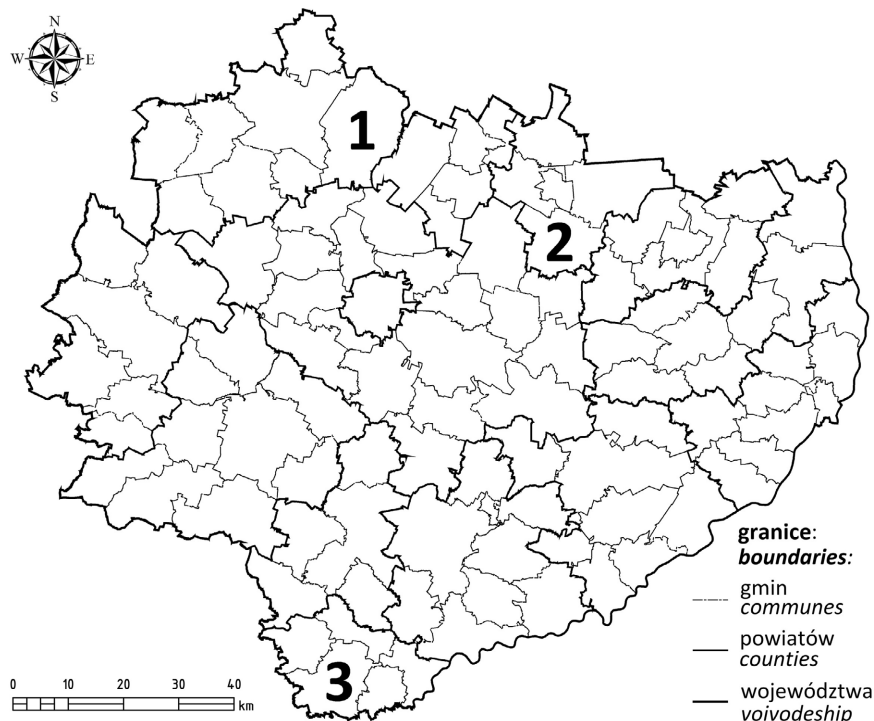 N
W E
S
1
2
3
granice:
boundaries:
gmin
communes
powiatów
counties
województwa
voivodeship
0 10 20 30 40
km